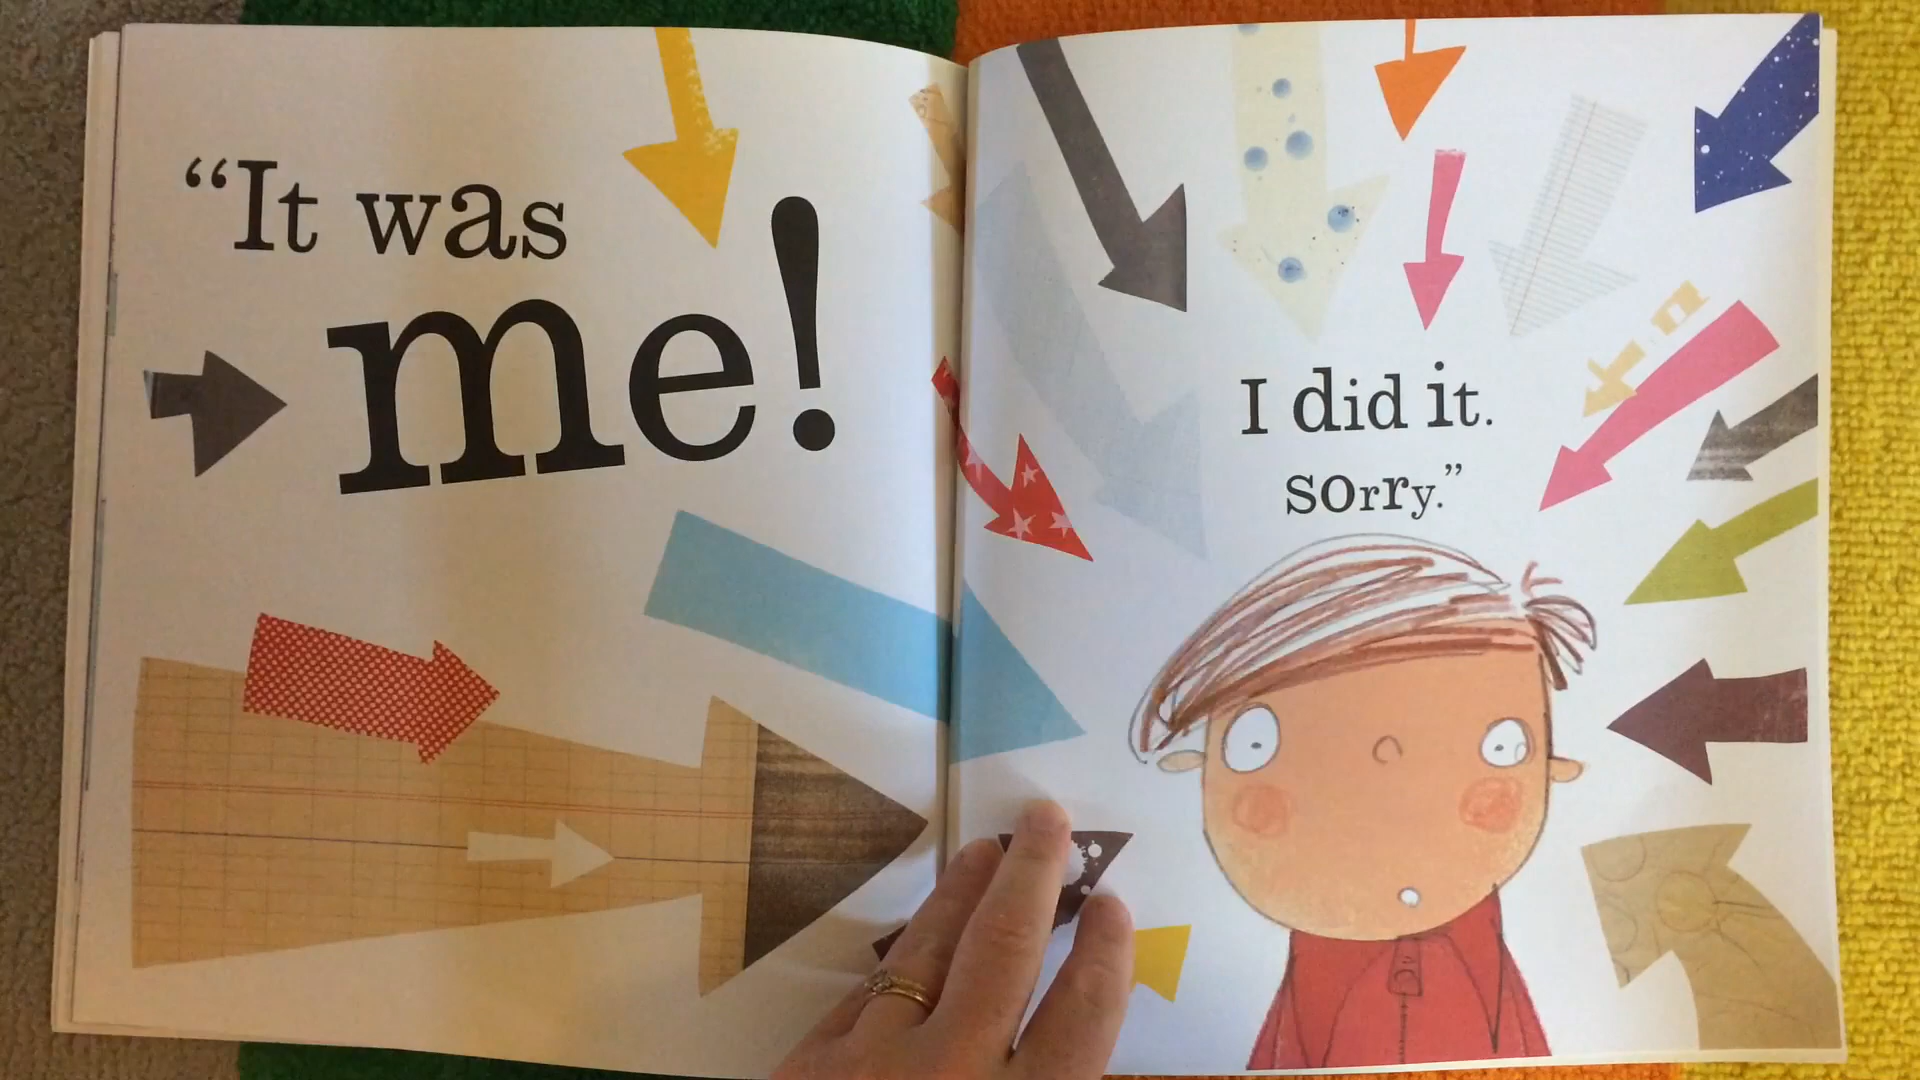 “It was
me!
I did it.
sorry.”